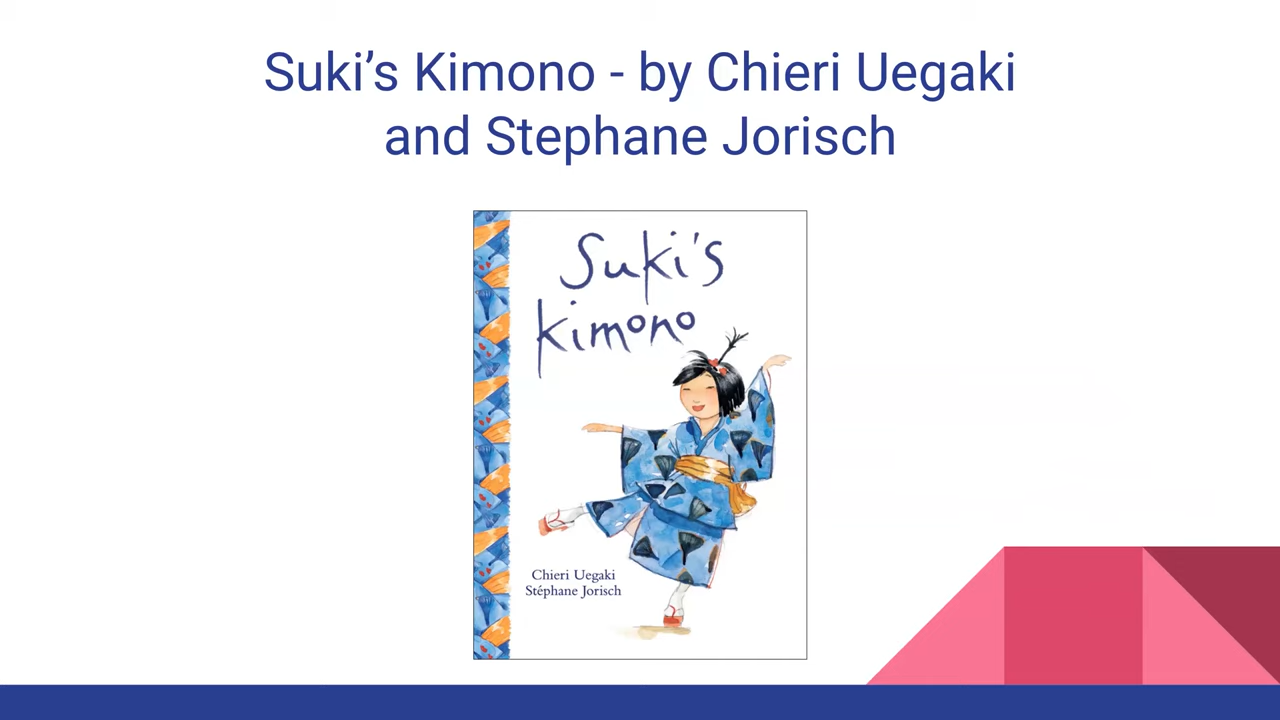 Suki’s Kimono - by Chieri Uegaki
and Stephane Jorisch
Suki's
kimono
Chieri Uegaki
Stéphane Jorisch